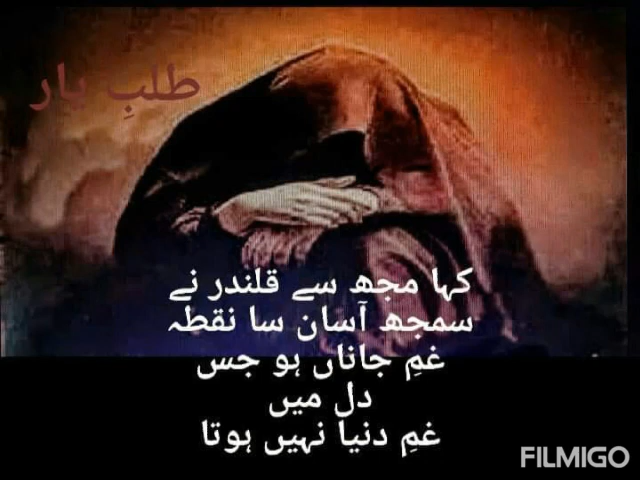 طلبِ یار
کہا مجھ سے قلندر نے
سمجھ آسان سا نقطہ
غمِ جاناں ہو جس
دل میں
غمِ دنیا نہیں ہوتا
FILMIGO